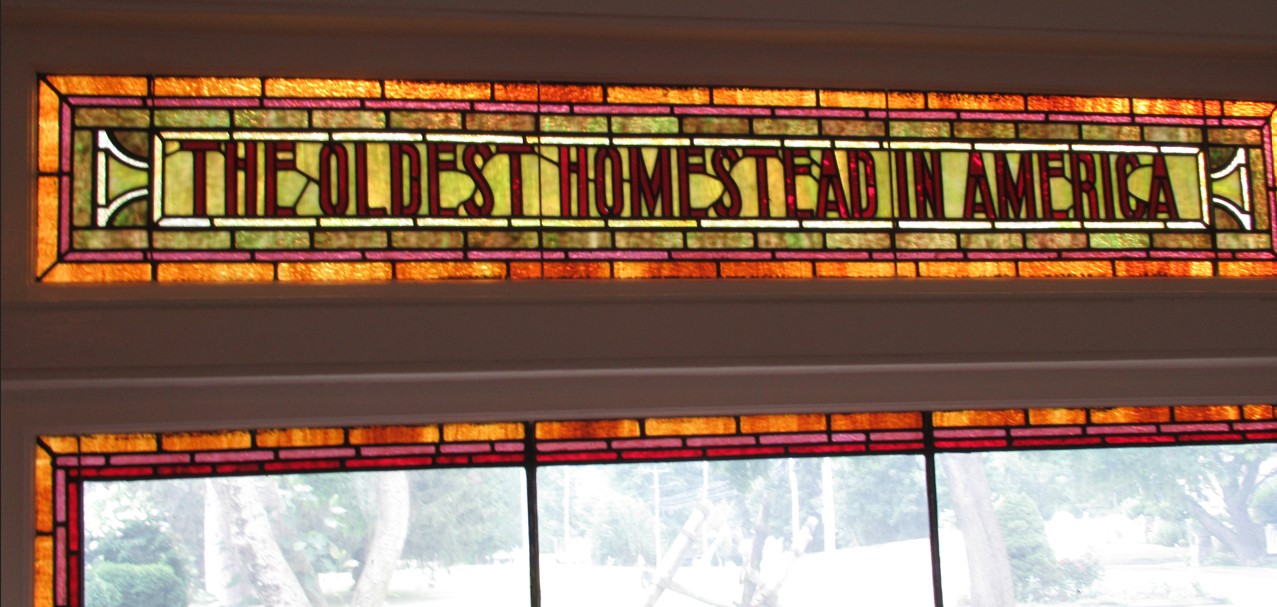 THE OLDEST HOMESTEAD IN AMERICA